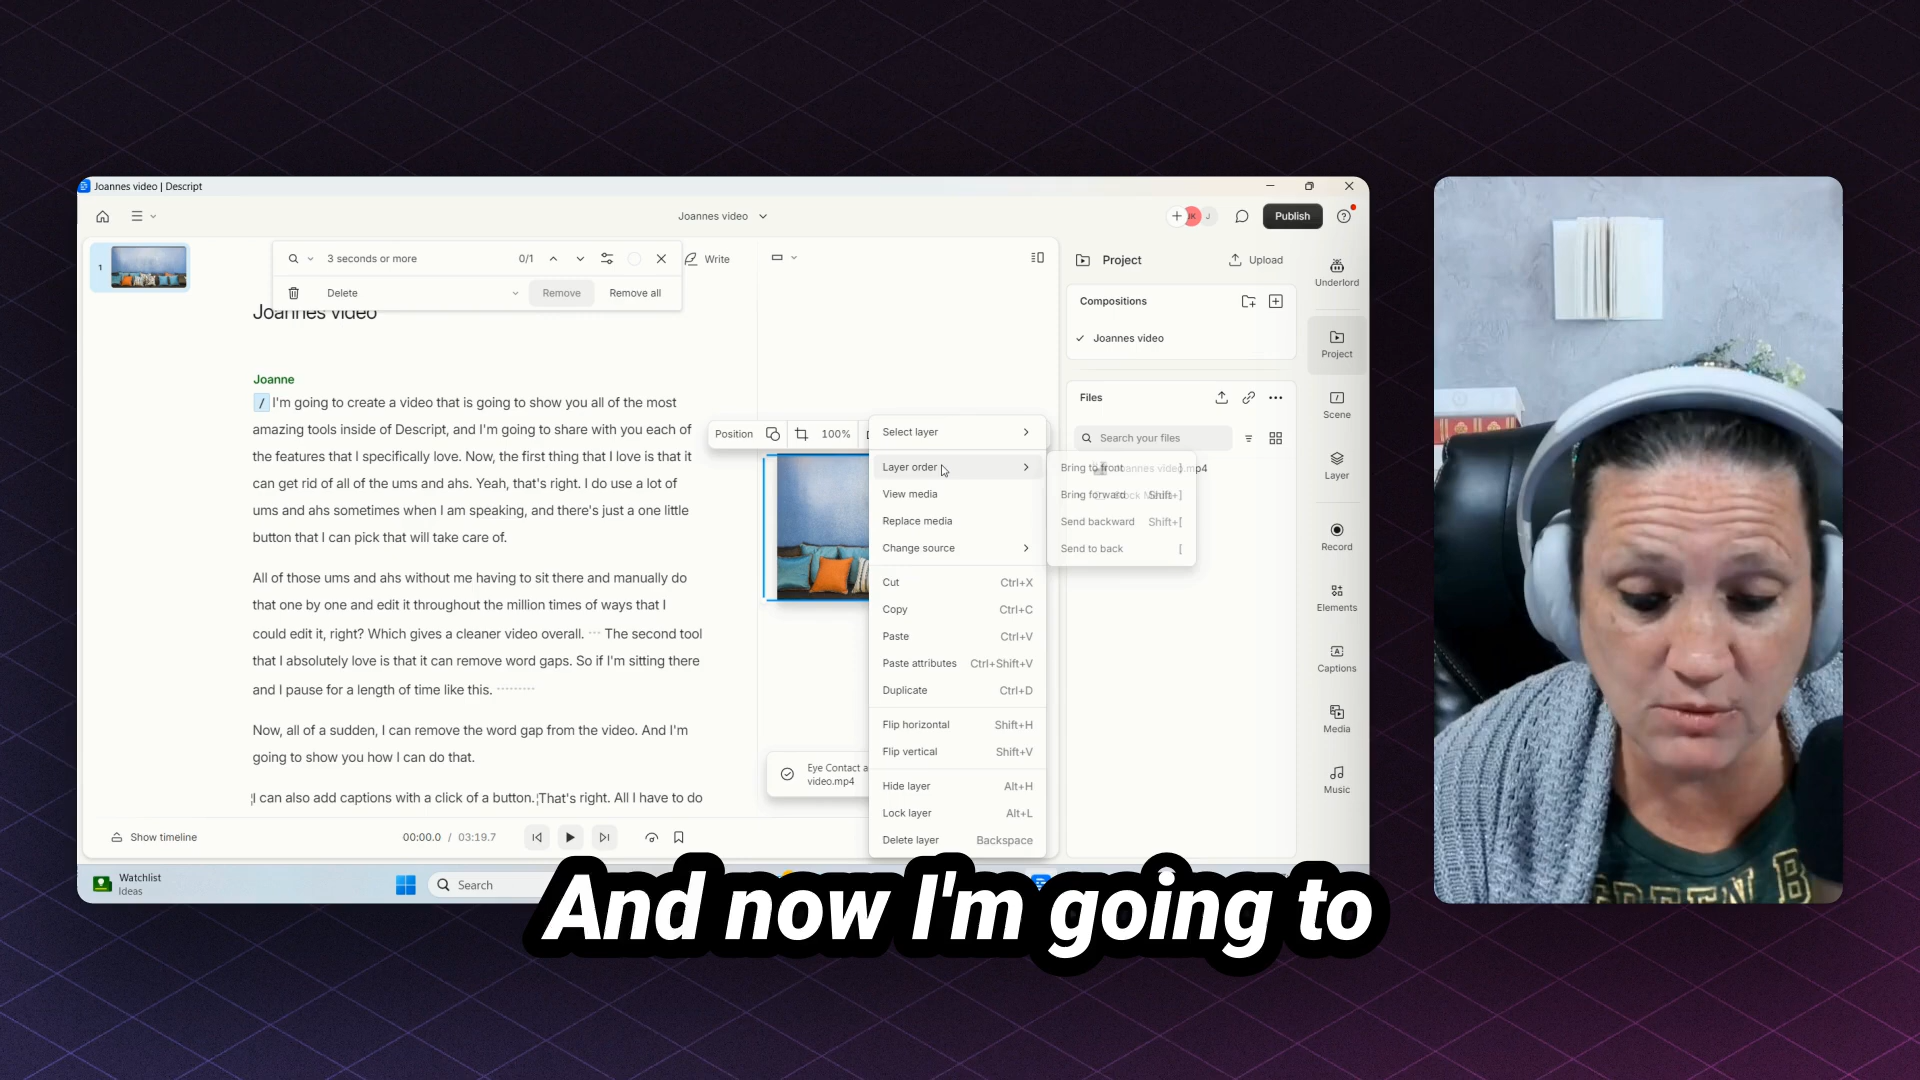 Joannes video | Descript
Joannes video
JK
J
Publish
1
3 seconds or more
0/1
Write
Delete
Remove
Remove all
Joannes video
Joanne
/ I'm going to create a video that is going to show you all of the most
amazing tools inside of Descript, and I'm going to share with you each of
the features that I specifically love. Now, the first thing that I love is that it
can get rid of all of the ums and ahs. Yeah, that's right. I do use a lot of
ums and ahs sometimes when I am speaking, and there's just a one little
button that I can pick that will take care of.
All of those ums and ahs without me having to sit there and manually do
that one by one and edit it throughout the million times of ways that I
could edit it, right? Which gives a cleaner video overall. The second tool
that I absolutely love is that it can remove word gaps. So if I'm sitting there
and I pause for a length of time like this.
Now, all of a sudden, I can remove the word gap from the video. And I'm
going to show you how I can do that.
I can also add captions with a click of a button. That's right. All I have to do
Show timeline
00:00.0 / 03:19.7
Position
100%
Select layer
Layer order
View media
Replace media
Change source
Cut Ctrl+X
Copy Ctrl+C
Paste Ctrl+V
Paste attributes Ctrl+Shift+V
Duplicate Ctrl+D
Flip horizontal Shift+H
Flip vertical Shift+V
Hide layer Alt+H
Lock layer Alt+L
Delete layer Backspace
Bring to front ]
Bring forward Shift+]
Send backward Shift+[
Send to back [
Eye Contact a
video.mp4
Project
Upload
Compositions
Joannes video
Files
Search your files
Joannes video.mp4
Underlord
Project
Scene
Layer
Record
Elements
Captions
Media
Music
Watchlist
Ideas
Search
GREEN B
And now I'm going to